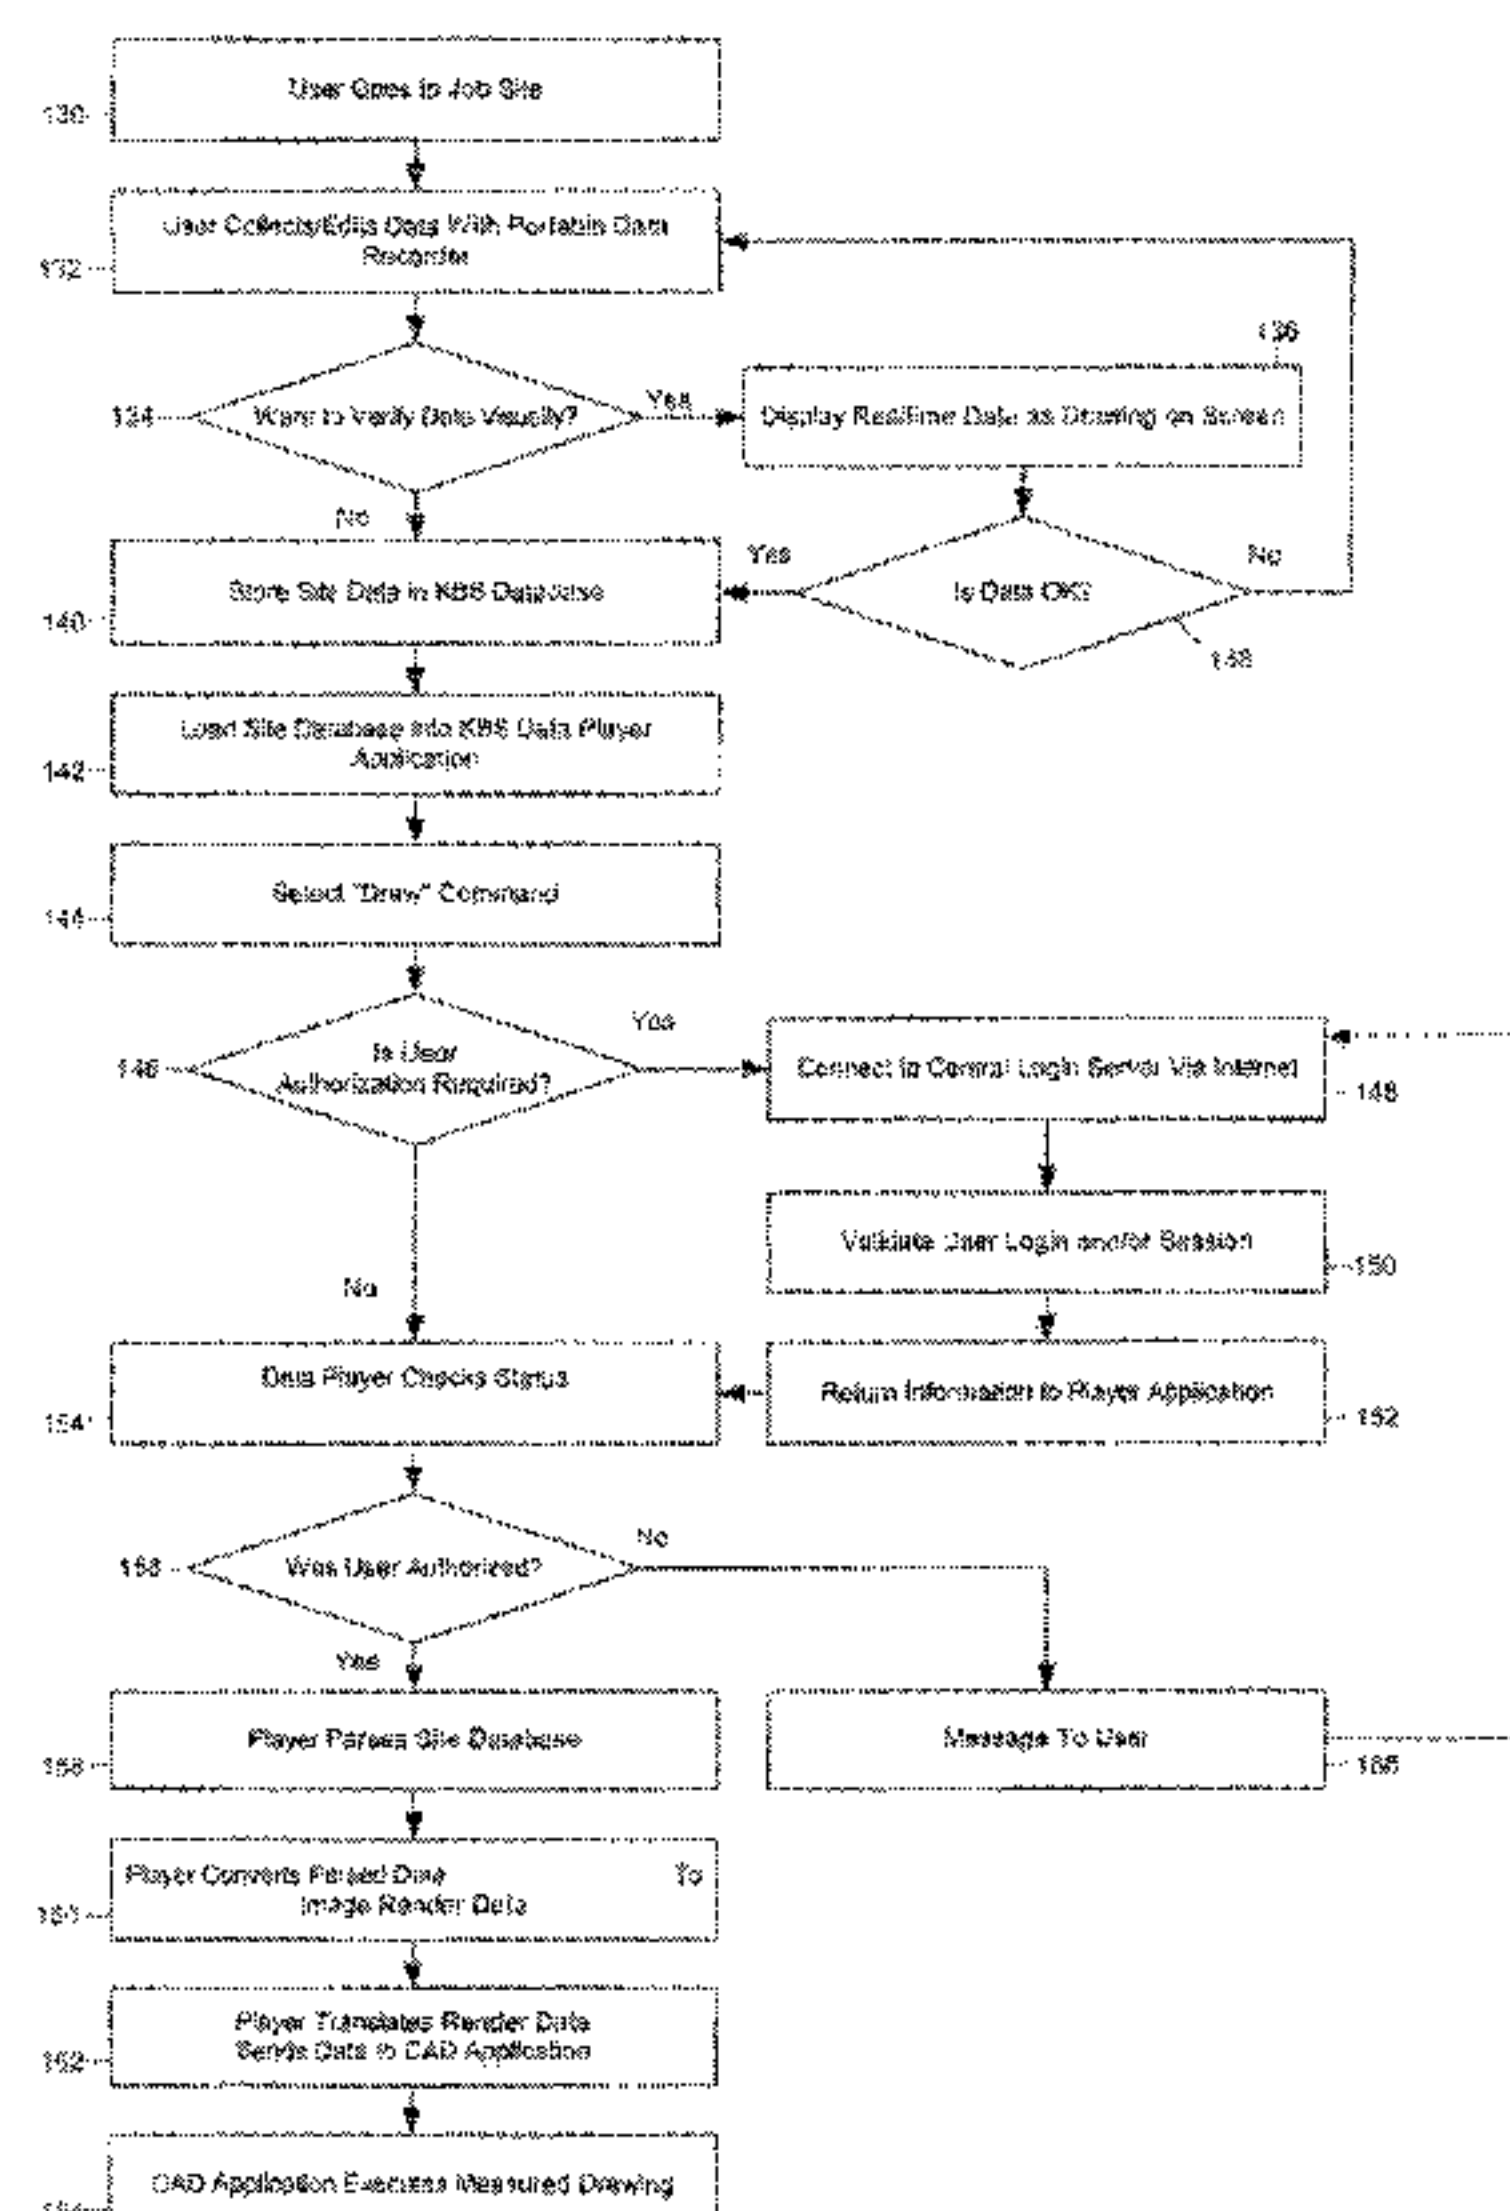 User Goes to Job Site
130
User Collects/Edits Data With Portable Data
Recorder
132
136
134
Want to Verify Data Visually?
Yes
Display Realtime Data as Drawing on Screen
No
Yes
No
Store Site Data in KBS Database
Is Data OK?
140
138
Load Site Database into KBS Data Player
Application
142
Select "Draw" Command
144
Yes
146
Is User
Authorization Required?
Connect to Central Login Server Via Internet
148
Validate User Login and/or Session
150
No
Data Player Checks Status
Return Information to Player Application
154
152
No
Was User Authorized?
Yes
Player Parses Site Database
Message To User
158
Player Converts Parsed Data To
Image Render Data
160
Player Translates Render Data
Sends Data to CAD Application
162
CAD Application Executes Measured Drawing